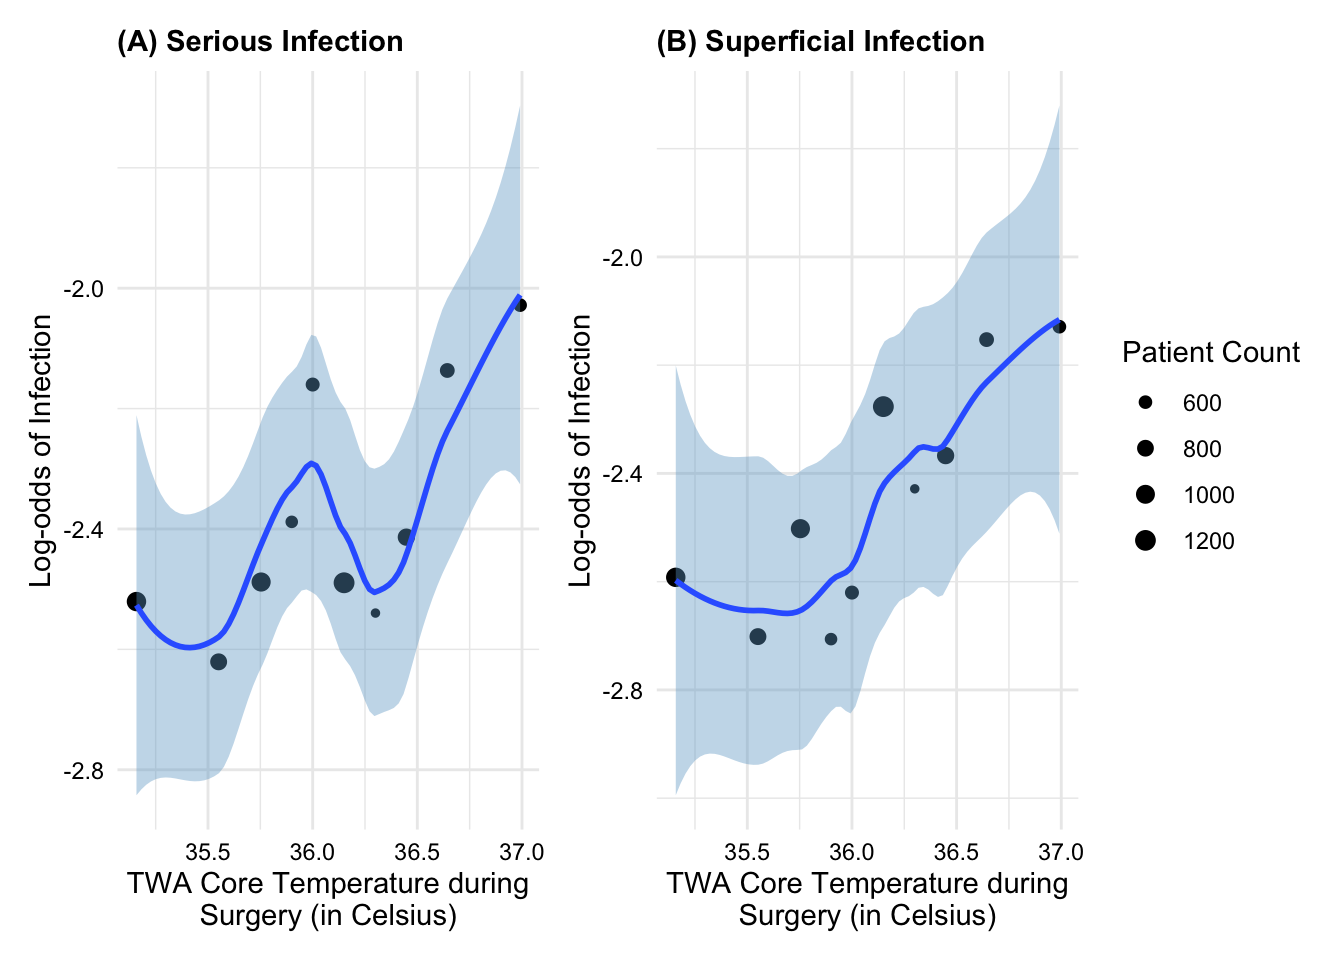 (A) Serious Infection
(B) Superficial Infection
Log-odds of Infection
-2.0
-2.4
-2.8
35.5 36.0 36.5 37.0
TWA Core Temperature during
Surgery (in Celsius)
Log-odds of Infection
-2.0
-2.4
-2.8
35.5 36.0 36.5 37.0
TWA Core Temperature during
Surgery (in Celsius)
Patient Count
600
800
1000
1200